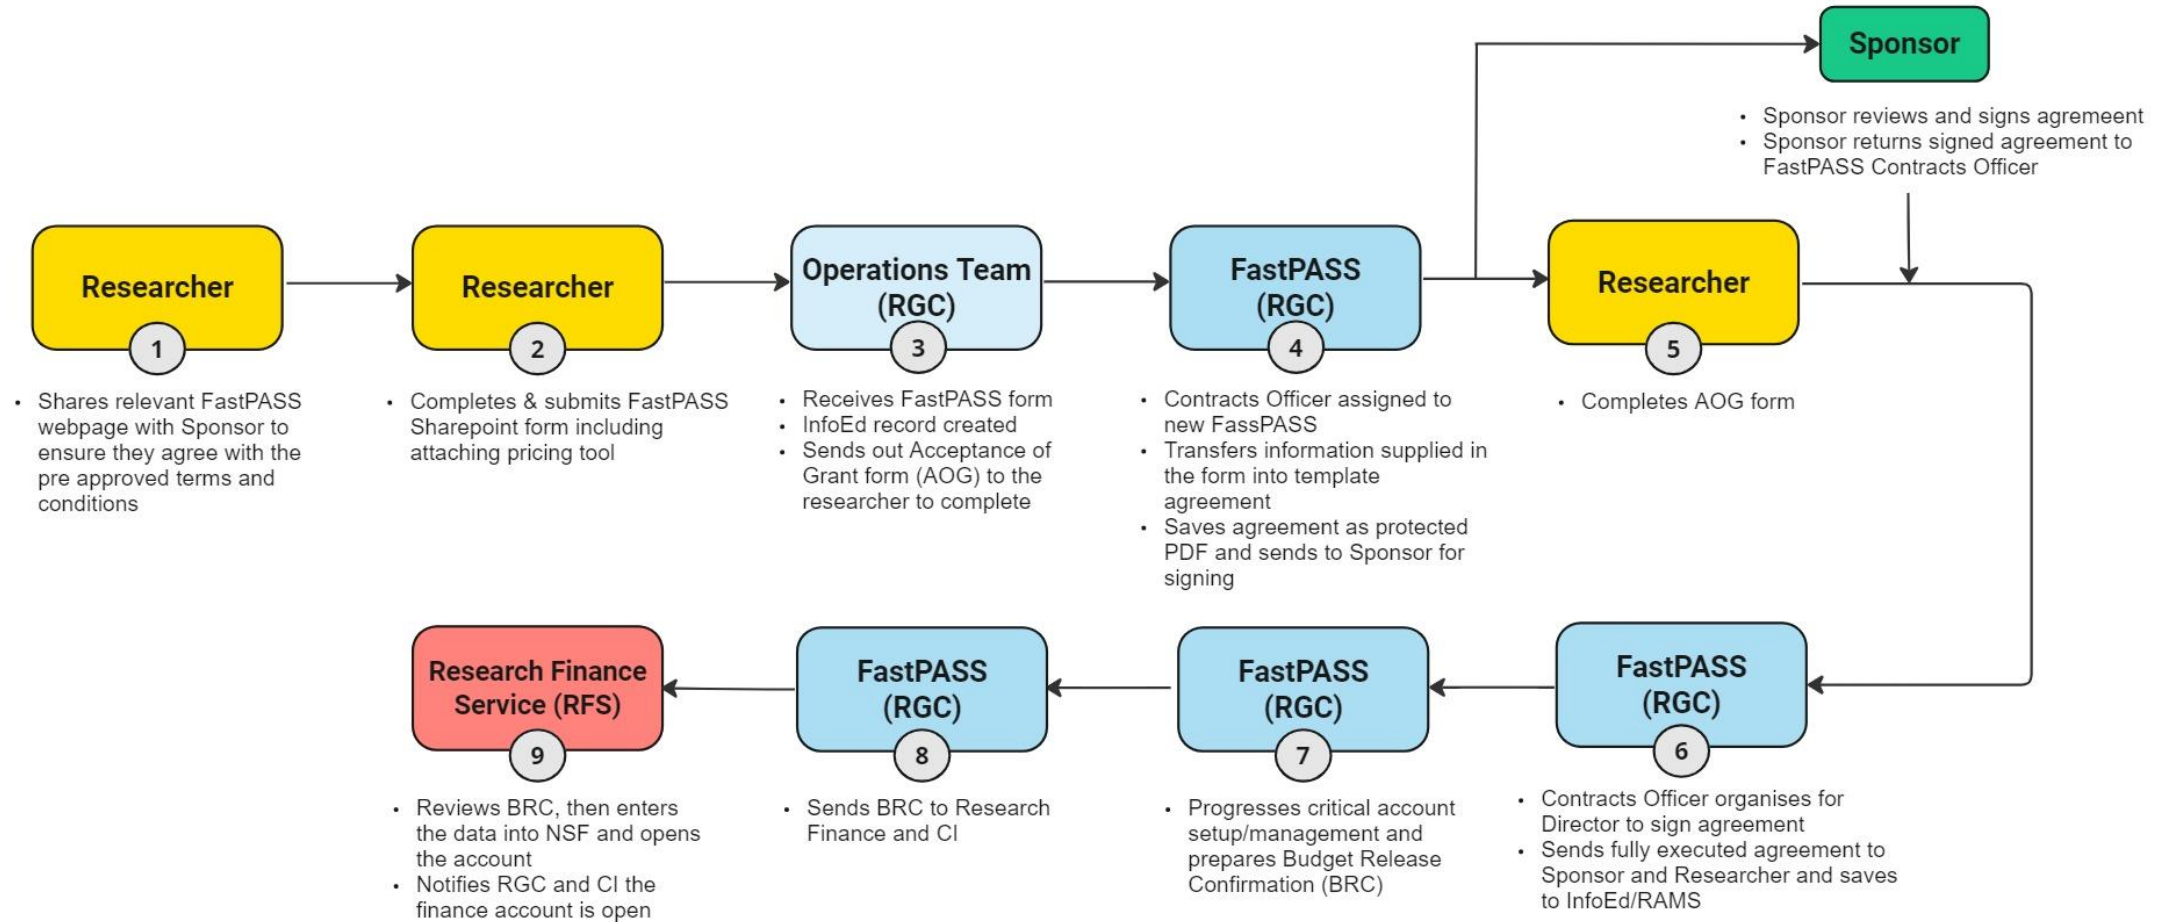 Sponsor
• Sponsor reviews and signs agremeent
• Sponsor returns signed agreement to
FastPASS Contracts Officer
Researcher
1
• Shares relevant FastPASS
webpage with Sponsor to
ensure they agree with the
pre approved terms and
conditions
Researcher
2
• Completes & submits FastPASS
Sharepoint form including
attaching pricing tool
Operations Team
(RGC)
3
• Receives FastPASS form
• InfoEd record created
• Sends out Acceptance of
Grant form (AOG) to the
researcher to complete
FastPASS
(RGC)
4
• Contracts Officer assigned to
new FassPASS
• Transfers information supplied in
the form into template
agreement
• Saves agreement as protected
PDF and sends to Sponsor for
signing
Researcher
5
• Completes AOG form
FastPASS
(RGC)
6
• Contracts Officer organises for
Director to sign agreement
• Sends fully executed agreement to
Sponsor and Researcher and saves
to InfoEd/RAMS
FastPASS
(RGC)
7
• Progresses critical account
setup/management and
prepares Budget Release
Confirmation (BRC)
FastPASS
(RGC)
8
• Sends BRC to Research
Finance and CI
Research Finance
Service (RFS)
9
• Reviews BRC, then enters
the data into NSF and opens
the account
• Notifies RGC and CI the
finance account is open